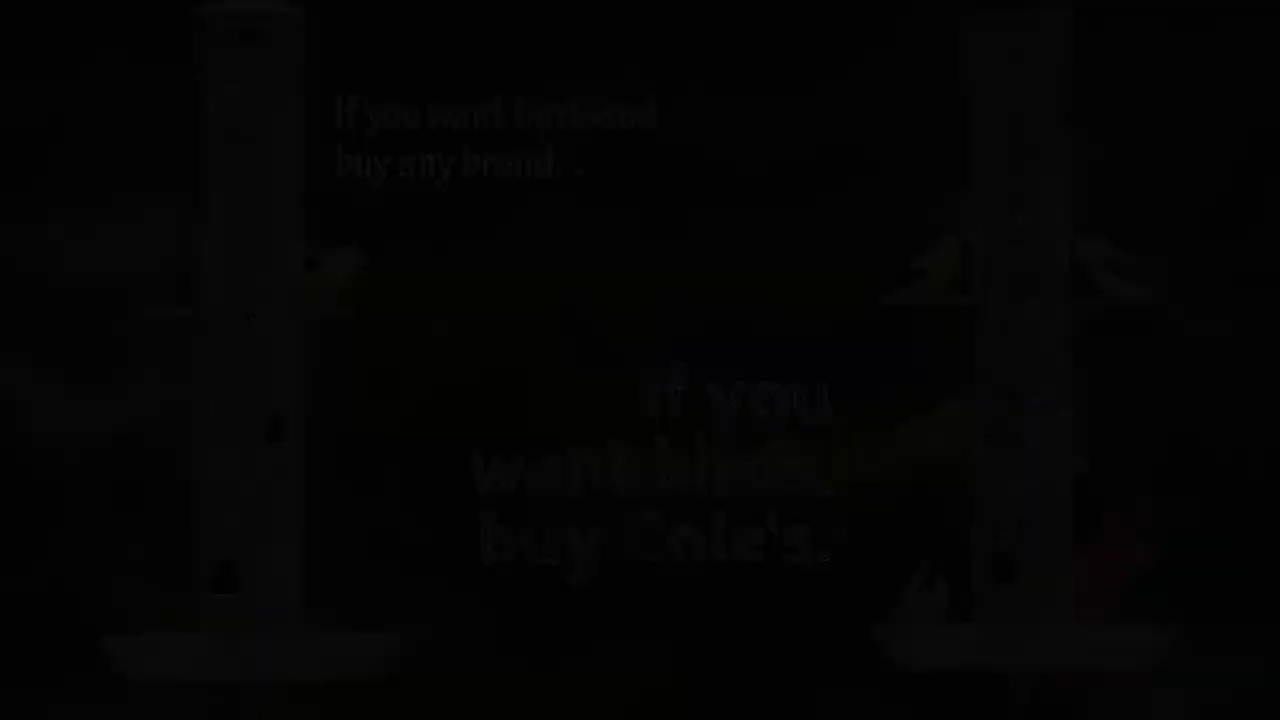 If you want birdseed
buy any brand...
If you
want birds,
buy Cole's.